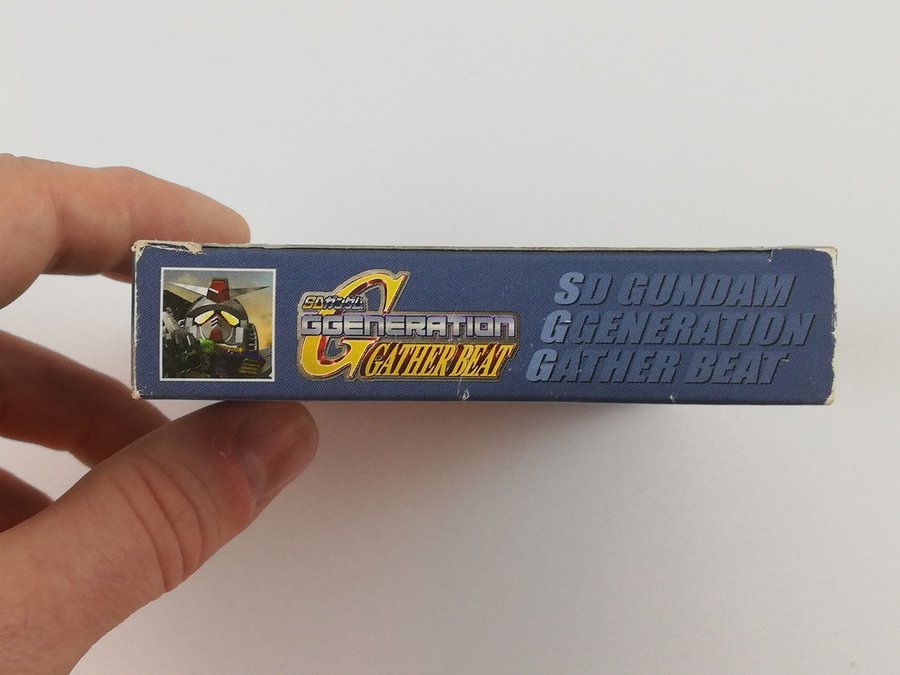 SDガンダム
GGENERATION
GATHER BEAT
SD GUNDAM
GGENERATION
GATHER BEAT